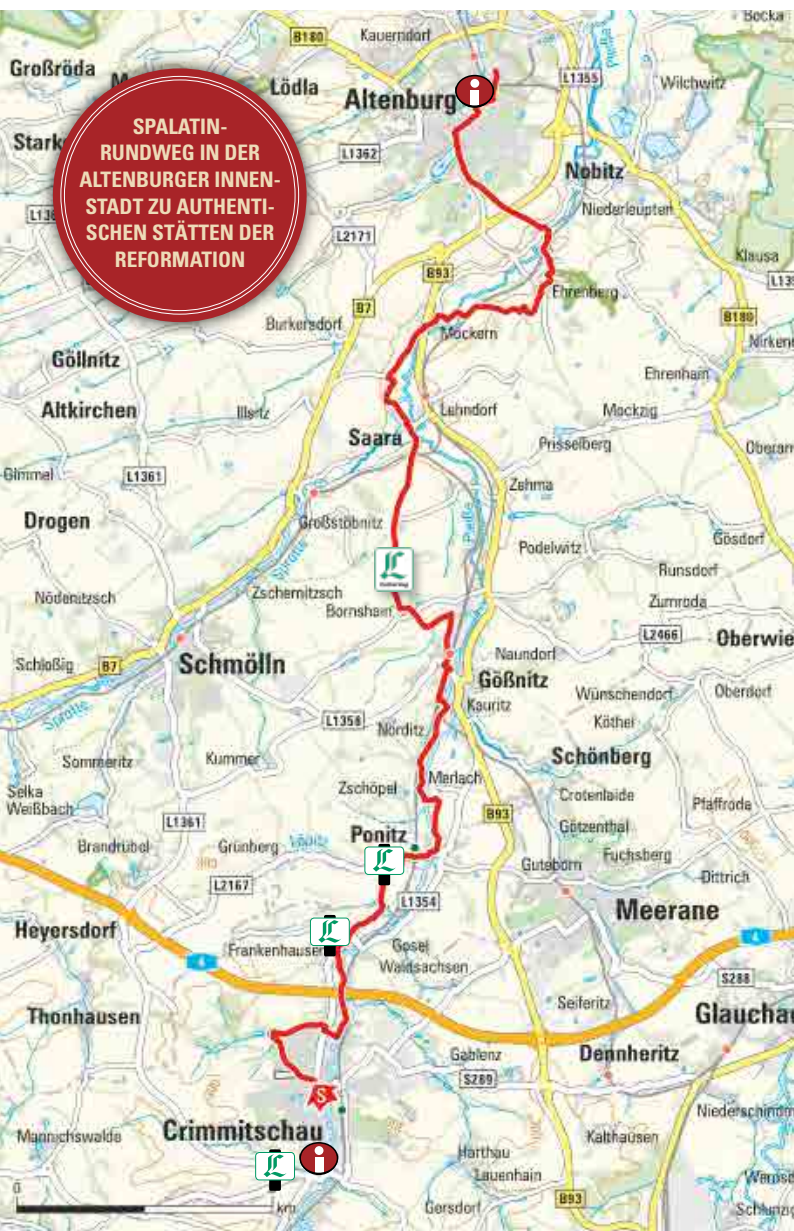 Bocka
B180
Kauerndorf
Großröda
Lödla
Altenburg
L1355
Wilchwitz
Pleiße
SPALATIN-
RUNDWEG IN DER
ALTENBURGER INNEN-
STADT ZU AUTHENTI-
SCHEN STÄTTEN DER
REFORMATION
L1362
Nobitz
Niederleupten
L2171
Klausa
B93
Ehrenberg
B7
B180
Burkersdorf
Mockern
Göllnitz
Ehrenhain
Altkirchen
Illsitz
Lehndorf
Mockzig
Saara
Prisselberg
Gimmel
L1361
Zehma
Drogen
Großstöbnitz
Pleiße
Podelwitz
Gösdorf
Sprotte
Runsdorf
Nödenitzsch
Zschernitzsch
Bornshain
L
Zumroda
L2466
Schloßig
B7
Schmölln
Naundorf
Gößnitz
Sprotte
Kauritz
Wünschendorf
Oberdorf
L1358
Nörditz
Köthel
Sommeritz
Kummer
Schönberg
Selka
Weißbach
Zschöpel
Merlach
Crotenlaide
Pfaffroda
L1361
B93
Götzenthal
Brandrübel
Grünberg
Ponitz
L
Guteborn
Fuchsberg
Dittrich
L2167
L1354
Meerane
Heyersdorf
L
Frankenhausen
Gosel
Waldsachsen
4
4
S288
Thonhausen
Seiferitz
Gablenz
Dennheritz
S289
S
Crimmitschau
Mannichswalde
Kalthausen
L
Harthau
Lauenhain
0
km
Gersdorf
B93